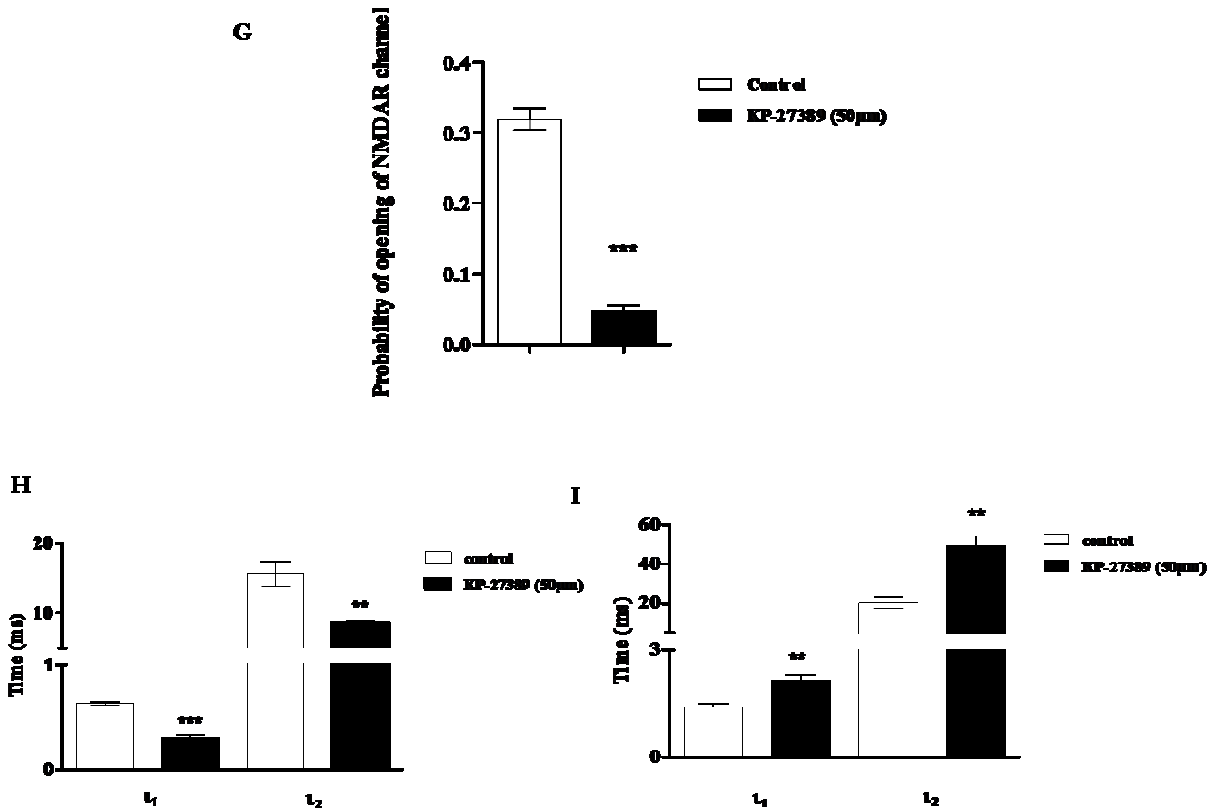 G
Probability of opening of NMDAR channel
0.4
0.3
0.2
0.1
0.0
***
Control
KP-27389 (50µm)
H
Time (ms)
20
10
1
0
***
**
τ₁ τ₂
control
KP-27389 (50µm)
I
Time (ms)
60
40
20
3
0
**
**
τ₁ τ₂
control
KP-27389 (50µm)